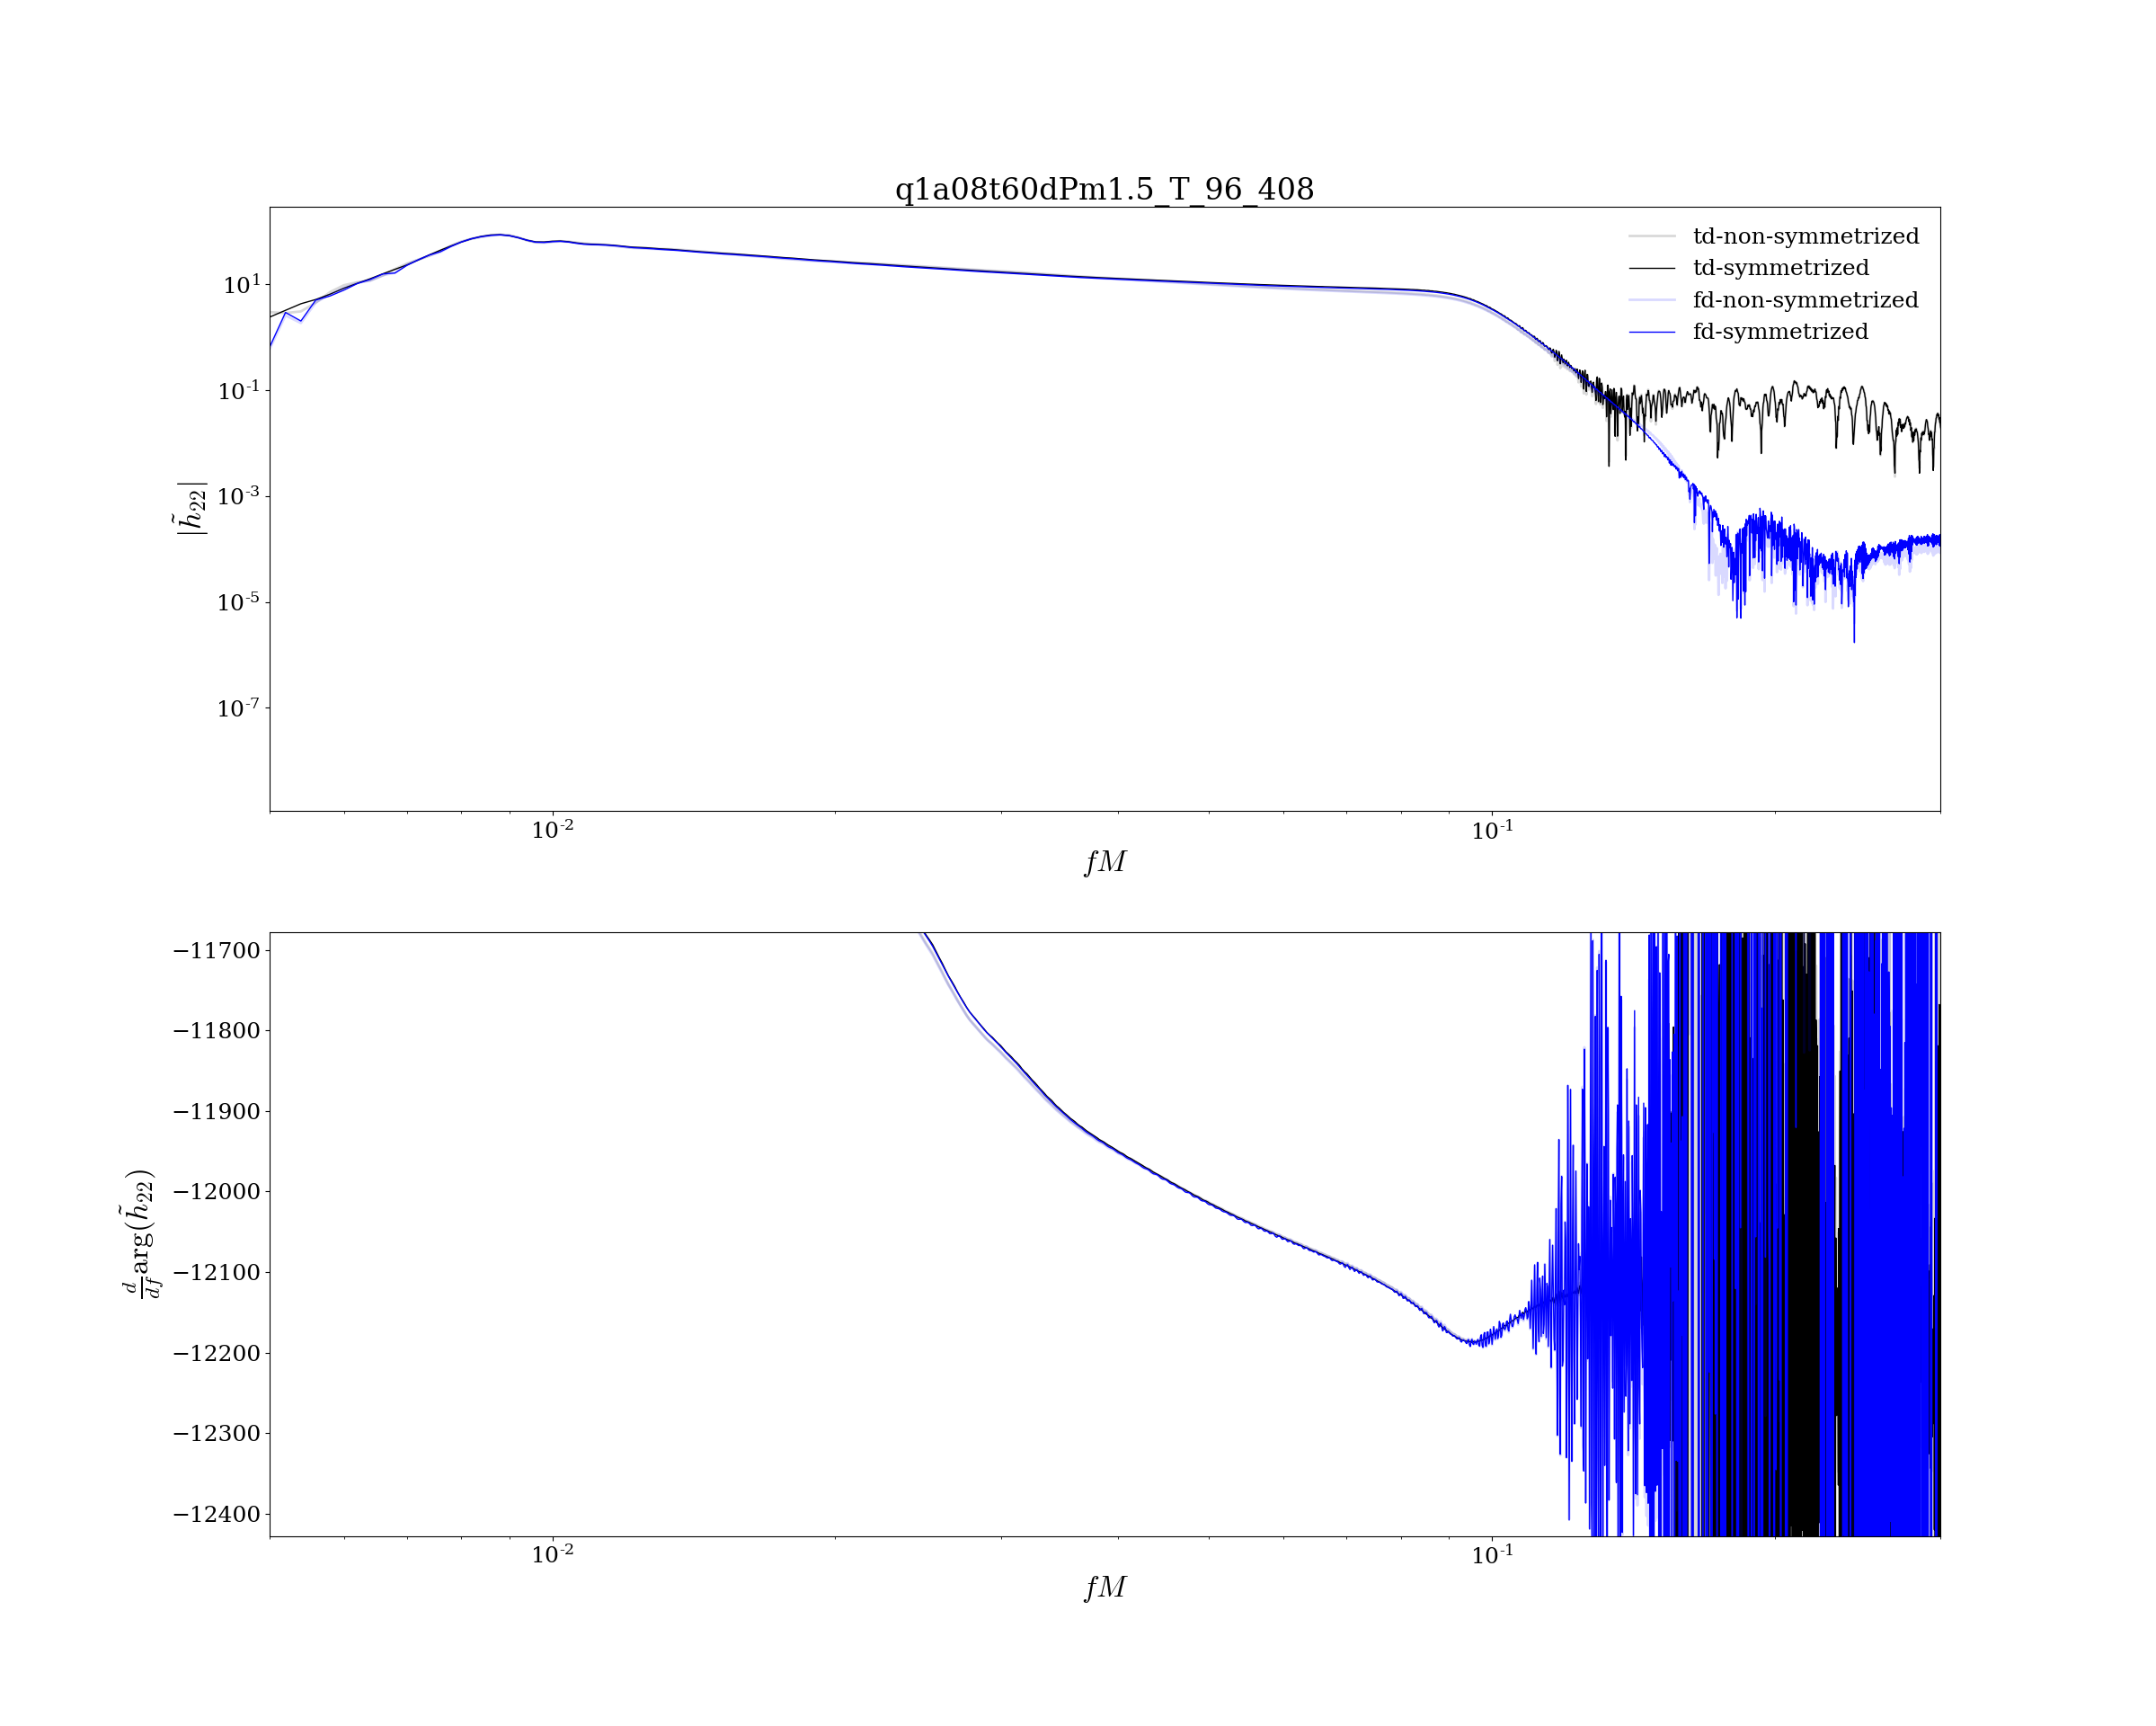 q1a08t60dPm1.5_T_96_408
td-non-symmetrized
td-symmetrized
fd-non-symmetrized
fd-symmetrized
10¹
10⁻¹
10⁻³
10⁻⁵
10⁻⁷
|h̃₂₂|
10⁻² 10⁻¹
fM
−11700
−11800
−11900
−12000
−12100
−12200
−12300
−12400
d/df arg(h̃₂₂)
10⁻² 10⁻¹
fM